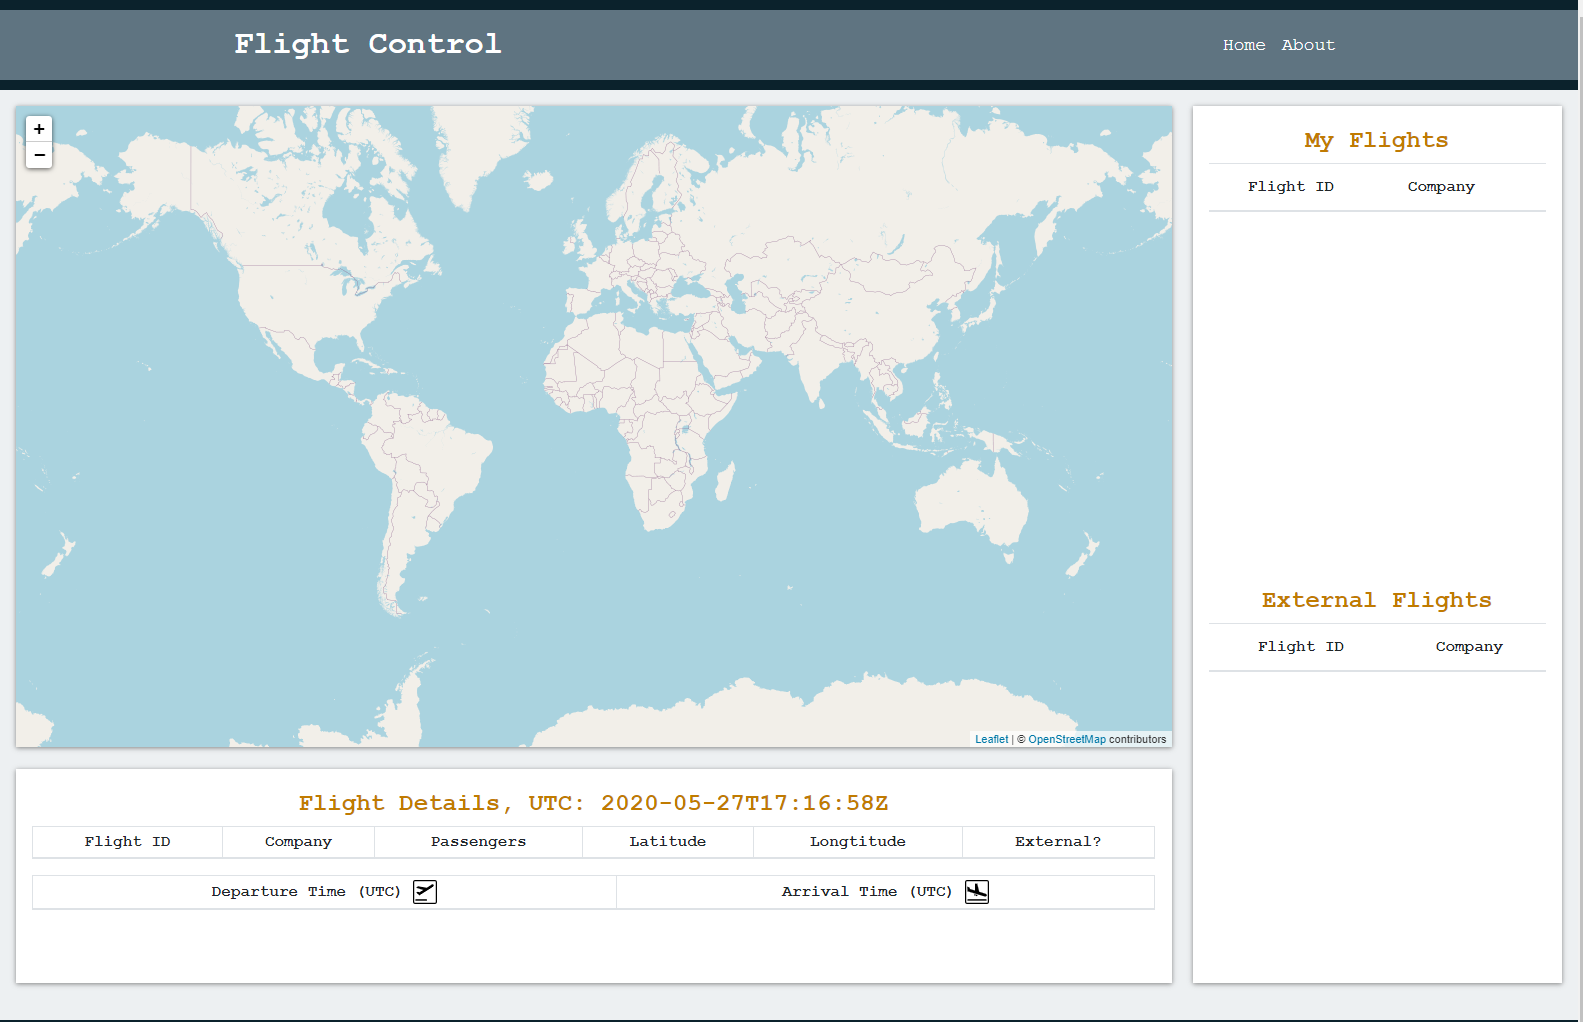 Flight Control
Home About
+
−
My Flights
Flight ID Company
External Flights
Flight ID Company
Leaflet | © OpenStreetMap contributors
Flight Details, UTC: 2020-05-27T17:16:58Z
Flight ID Company Passengers Latitude Longtitude External?
Departure Time (UTC) Arrival Time (UTC)